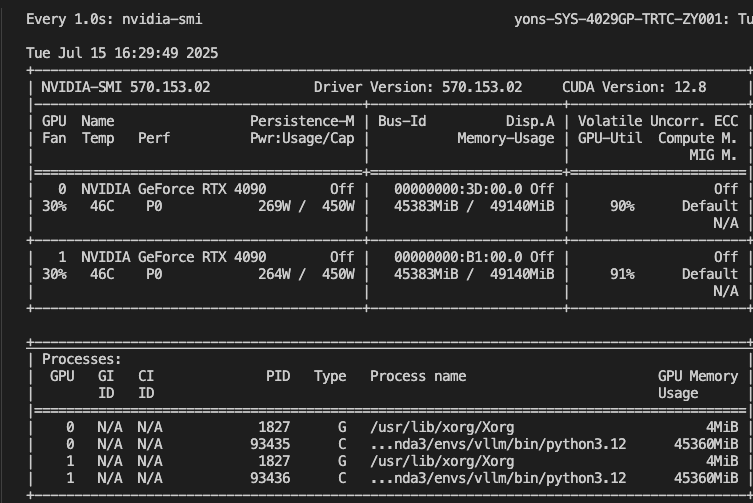 Every 1.0s: nvidia-smi yons-SYS-4029GP-TRTC-ZY001: Tu
Tue Jul 15 16:29:49 2025
NVIDIA-SMI 570.153.02 Driver Version: 570.153.02 CUDA Version: 12.8
GPU Name Persistence-M | Bus-Id Disp.A | Volatile Uncorr. ECC
Fan Temp Perf Pwr:Usage/Cap | Memory-Usage | GPU-Util Compute M.
MIG M.
0 NVIDIA GeForce RTX 4090 Off | 00000000:3D:00.0 Off | Off
30% 46C P0 269W / 450W | 45383MiB / 49140MiB | 90% Default
N/A
1 NVIDIA GeForce RTX 4090 Off | 00000000:B1:00.0 Off | Off
30% 46C P0 264W / 450W | 45383MiB / 49140MiB | 91% Default
N/A
Processes:
GPU GI CI PID Type Process name GPU Memory
ID ID Usage
0 N/A N/A 1827 G /usr/lib/xorg/Xorg 4MiB
0 N/A N/A 93435 C ...nda3/envs/vllm/bin/python3.12 45360MiB
1 N/A N/A 1827 G /usr/lib/xorg/Xorg 4MiB
1 N/A N/A 93436 C ...nda3/envs/vllm/bin/python3.12 45360MiB